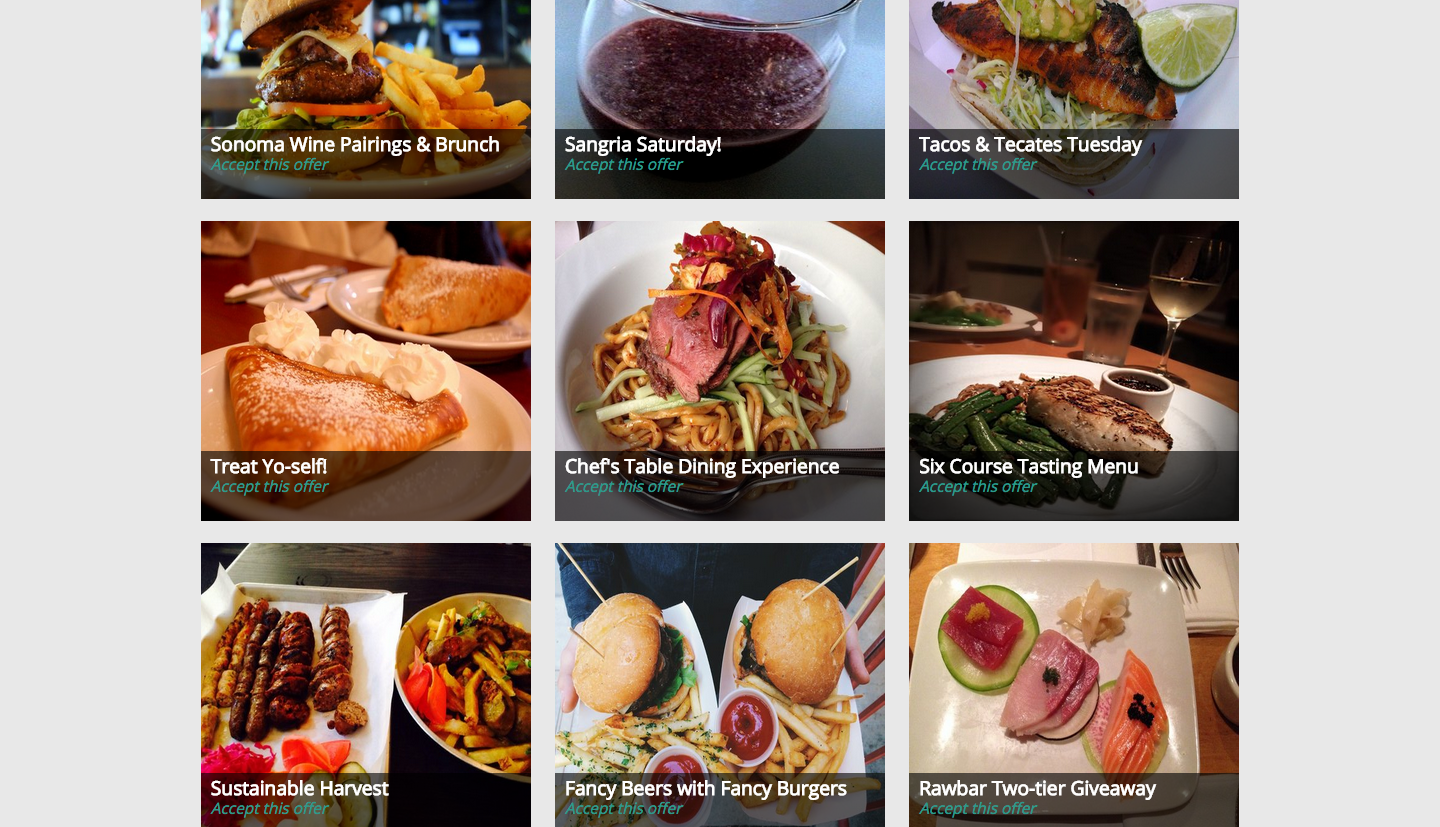 Sonoma Wine Pairings & Brunch
Accept this offer
Sangria Saturday!
Accept this offer
Tacos & Tecates Tuesday
Accept this offer
Treat Yo-self!
Accept this offer
Chef's Table Dining Experience
Accept this offer
Six Course Tasting Menu
Accept this offer
Sustainable Harvest
Accept this offer
Fancy Beers with Fancy Burgers
Accept this offer
Rawbar Two-tier Giveaway
Accept this offer